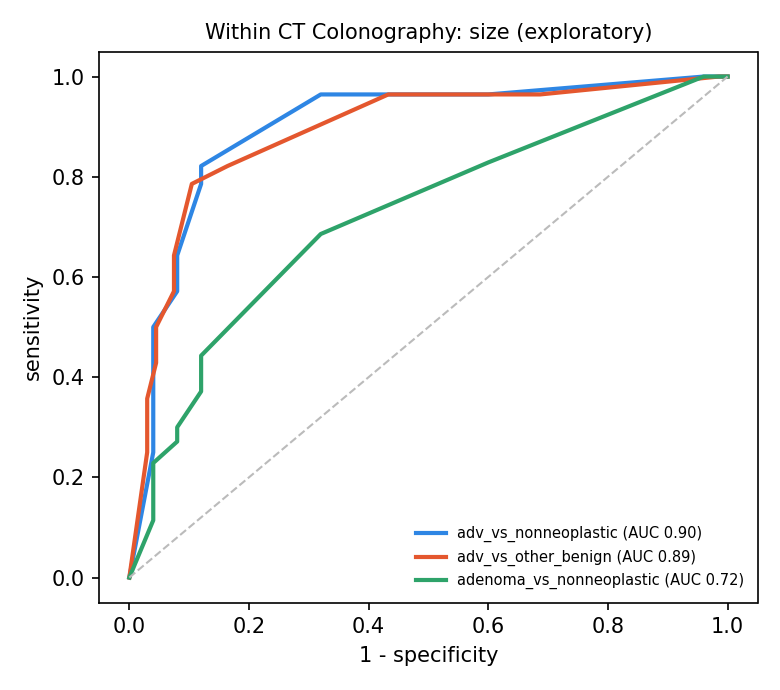 Within CT Colonography: size (exploratory)
1.0
0.8
0.6
0.4
0.2
0.0
sensitivity
adv_vs_nonneoplastic (AUC 0.90)
adv_vs_other_benign (AUC 0.89)
adenoma_vs_nonneoplastic (AUC 0.72)
0.0 0.2 0.4 0.6 0.8 1.0
1 - specificity